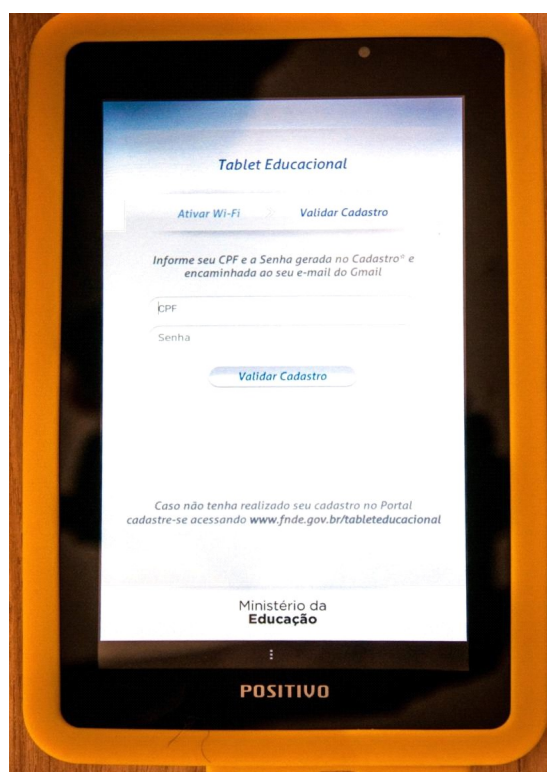 Tablet Educacional
Ativar Wi-Fi
Validar Cadastro
Informe seu CPF e a Senha gerada no Cadastro* e
encaminhada ao seu e-mail do Gmail
CPF
Senha
Validar Cadastro
Caso não tenha realizado seu cadastro no Portal
cadastre-se acessando www.fnde.gov.br/tableteducacional
Ministério da
Educação
POSITIVO